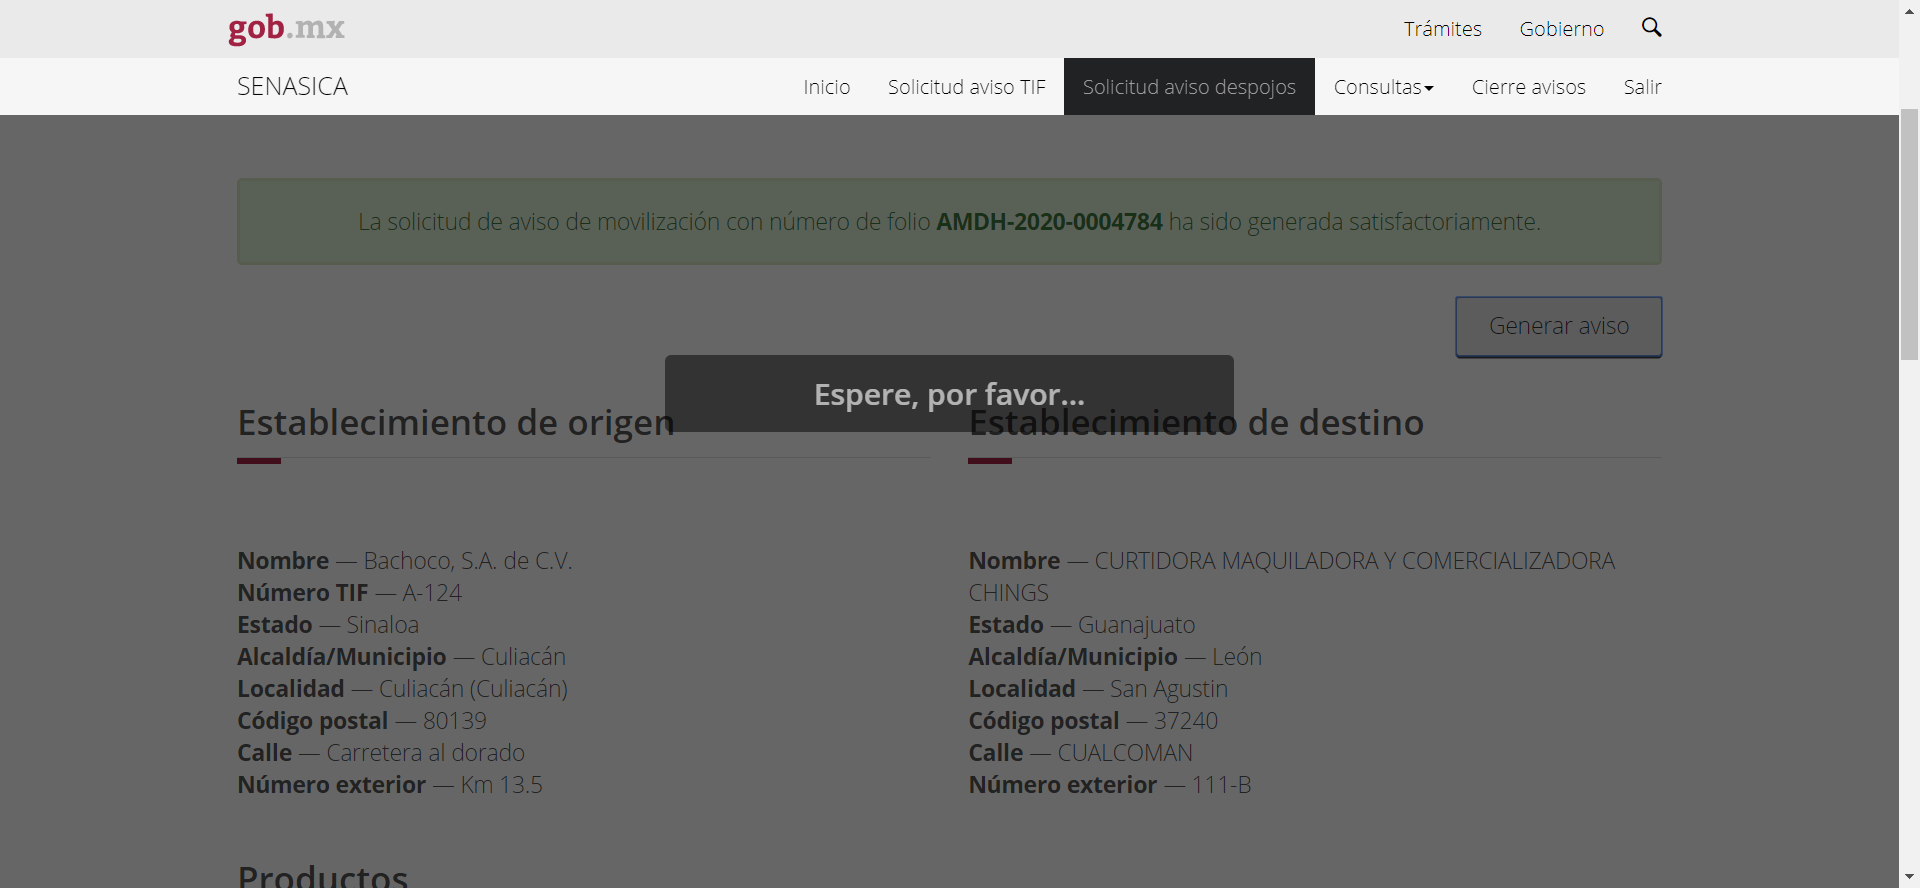 gob.mx
Trámites
Gobierno
SENASICA
Inicio
Solicitud aviso TIF
Solicitud aviso despojos
Consultas
Cierre avisos
Salir
La solicitud de aviso de movilización con número de folio AMDH-2020-0004784 ha sido generada satisfactoriamente.
Generar aviso
Espere, por favor...
Establecimiento de origen
Nombre — Bachoco, S.A. de C.V.
Número TIF — A-124
Estado — Sinaloa
Alcaldía/Municipio — Culiacán
Localidad — Culiacán (Culiacán)
Código postal — 80139
Calle — Carretera al dorado
Número exterior — Km 13.5
Establecimiento de destino
Nombre — CURTIDORA MAQUILADORA Y COMERCIALIZADORA
CHINGS
Estado — Guanajuato
Alcaldía/Municipio — León
Localidad — San Agustin
Código postal — 37240
Calle — CUALCOMAN
Número exterior — 111-B
Productos